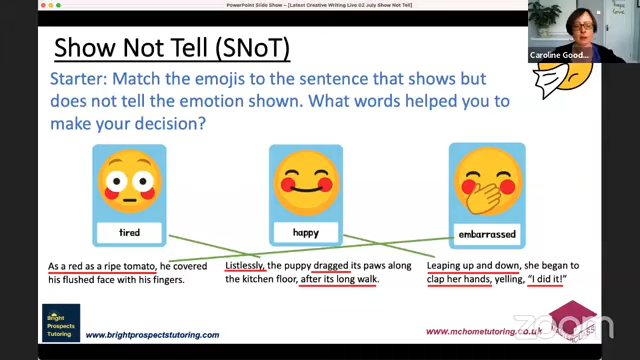 PowerPoint Slide Show - [Latest Creative Writing Live 02 July Show Not Tell]
Show Not Tell (SNoT)
Caroline Good...
Starter: Match the emojis to the sentence that shows but
does not tell the emotion shown. What words helped you to
make your decision?
tired
happy
embarrassed
As a red as a ripe tomato, he covered
his flushed face with his fingers.
Listlessly, the puppy dragged its paws along
the kitchen floor, after its long walk.
Leaping up and down, she began to
clap her hands, yelling, "I did it!"
Bright
Prospects
Tutoring
www.brightprospectstutoring.com
www.mchometutoring.co.uk
zoom